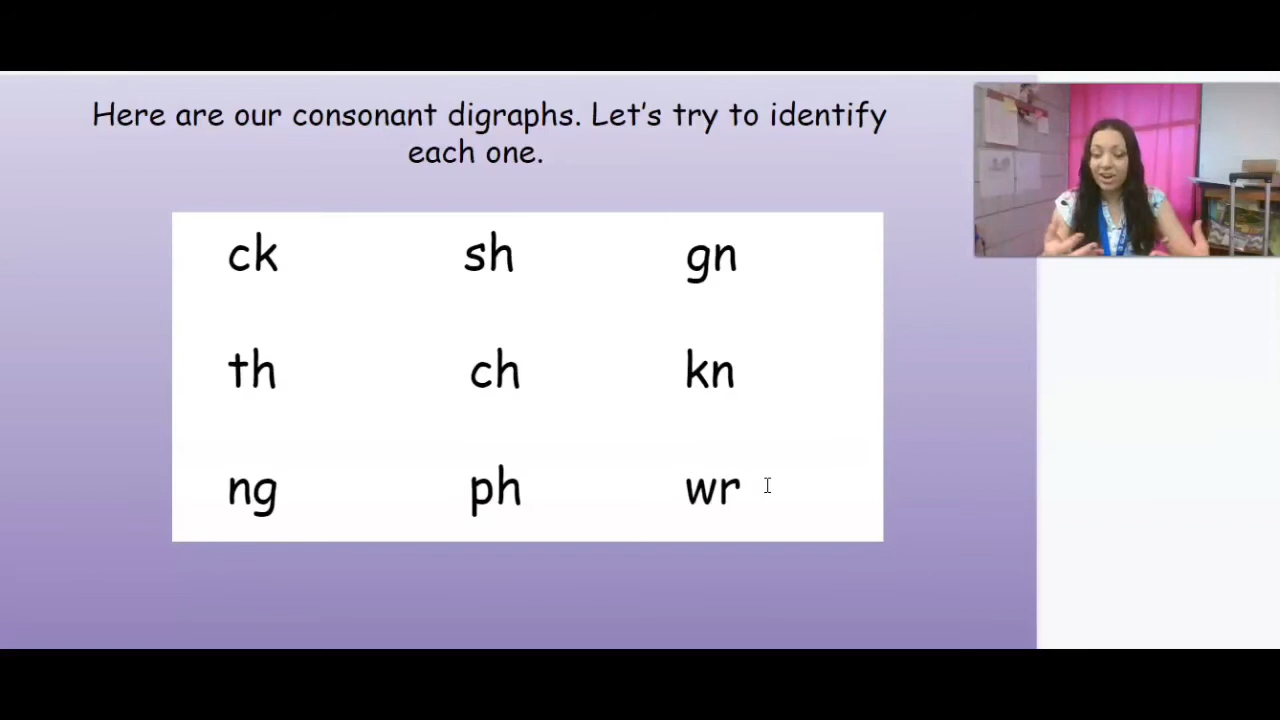 Here are our consonant digraphs. Let's try to identify
each one.
ck sh gn
th ch kn
ng ph wr